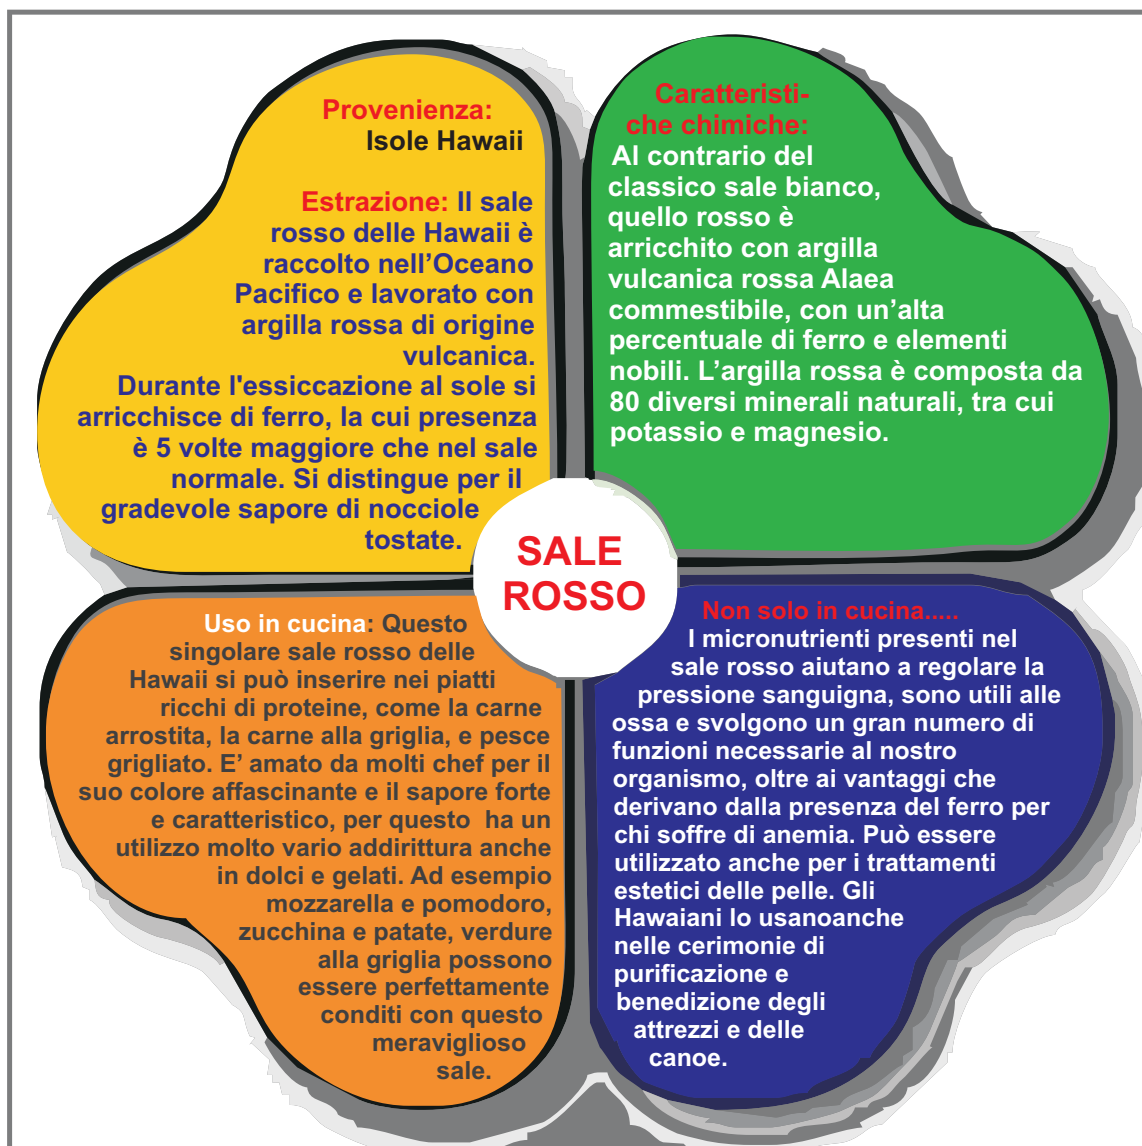 Provenienza:
Isole Hawaii
Estrazione: Il sale
rosso delle Hawaii è
raccolto nell'Oceano
Pacifico e lavorato con
argilla rossa di origine
vulcanica.
Durante l'essiccazione al sole si
arricchisce di ferro, la cui presenza
è 5 volte maggiore che nel sale
normale. Si distingue per il
gradevole sapore di nocciole
tostate.
Caratteristi-
che chimiche:
Al contrario del
classico sale bianco,
quello rosso è
arricchito con argilla
vulcanica rossa Alaea
commestibile, con un'alta
percentuale di ferro e elementi
nobili. L'argilla rossa è composta da
80 diversi minerali naturali, tra cui
potassio e magnesio.
SALE
ROSSO
Uso in cucina: Questo
singolare sale rosso delle
Hawaii si può inserire nei piatti
ricchi di proteine, come la carne
arrostita, la carne alla griglia, e pesce
grigliato. E' amato da molti chef per il
suo colore affascinante e il sapore forte
e caratteristico, per questo  ha un
utilizzo molto vario addirittura anche
in dolci e gelati. Ad esempio
mozzarella e pomodoro,
zucchina e patate, verdure
alla griglia possono
essere perfettamente
conditi con questo
meraviglioso
sale.
Non solo in cucina.....
I micronutrienti presenti nel
sale rosso aiutano a regolare la
pressione sanguigna, sono utili alle
ossa e svolgono un gran numero di
funzioni necessarie al nostro
organismo, oltre ai vantaggi che
derivano dalla presenza del ferro per
chi soffre di anemia. Può essere
utilizzato anche per i trattamenti
estetici delle pelle. Gli
Hawaiani lo usanoanche
nelle cerimonie di
purificazione e
benedizione degli
attrezzi e delle
canoe.